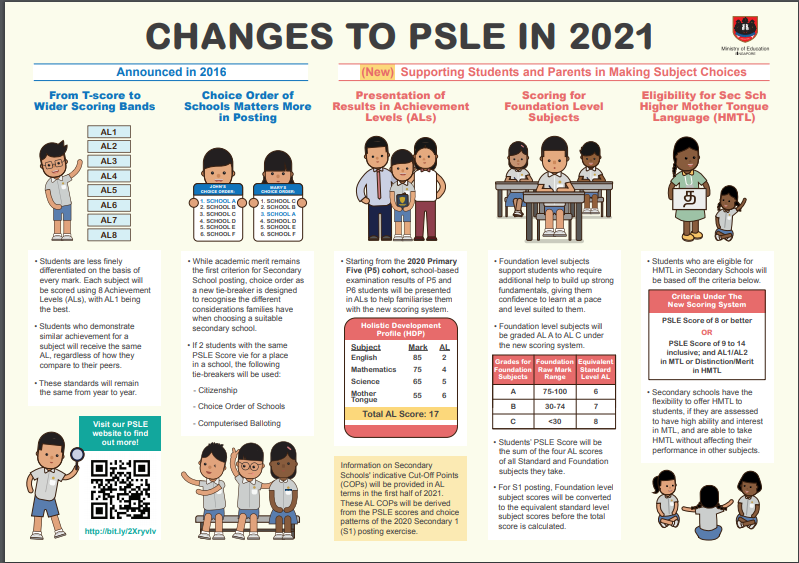 CHANGES TO PSLE IN 2021
Ministry of Education
SINGAPORE
Announced in 2016
(New) Supporting Students and Parents in Making Subject Choices
From T-score to
Wider Scoring Bands
AL1
AL2
AL3
AL4
AL5
AL6
AL7
AL8
• Students are less finely
differentiated on the basis of
every mark. Each subject will
be scored using 8 Achievement
Levels (ALs), with AL1 being
the best.
• Students who demonstrate
similar achievement for a
subject will receive the same
AL, regardless of how they
compare to their peers.
• These standards will remain
the same from year to year.
Visit our PSLE
website to find
out more!
http://bit.ly/2Xryvlv
Choice Order of
Schools Matters More
in Posting
JOHN'S
CHOICE ORDER:
1. SCHOOL A
2. SCHOOL B
3. SCHOOL C
4. SCHOOL D
5. SCHOOL E
6. SCHOOL F
MARY'S
CHOICE ORDER:
1. SCHOOL C
2. SCHOOL B
3. SCHOOL A
4. SCHOOL D
5. SCHOOL E
6. SCHOOL F
• While academic merit remains
the first criterion for Secondary
School posting, choice order as
a new tie-breaker is designed
to recognise the different
considerations families have
when choosing a suitable
secondary school.
• If 2 students with the same
PSLE Score vie for a place
in a school, the following
tie-breakers will be used:
- Citizenship
- Choice Order of Schools
- Computerised Balloting
Presentation of
Results in Achievement
Levels (ALs)
• Starting from the 2020 Primary
Five (P5) cohort, school-based
examination results of P5 and
P6 students will be presented
in ALs to help familiarise them
with the new scoring system.
Holistic Development
Profile (HDP)
Subject Mark AL
English 85 2
Mathematics 75 4
Science 65 5
Mother
Tongue 55 6
Total AL Score: 17
Information on Secondary
Schools' indicative Cut-Off Points
(COPs) will be provided in AL
terms in the first half of 2021.
These AL COPs will be derived
from the PSLE scores and choice
patterns of the 2020 Secondary 1
(S1) posting exercise.
Scoring for
Foundation Level
Subjects
• Foundation level subjects
support students who require
additional help to build up strong
fundamentals, giving them
confidence to learn at a pace
and level suited to them.
• Foundation level subjects will
be graded AL A to AL C under
the new scoring system.
Grades for
Foundation
Subjects
Foundation
Raw Mark
Range
Equivalent
Standard
Level AL
A 75-100 6
B 30-74 7
C <30 8
• Students' PSLE Score will be
the sum of the four AL scores
of all Standard and Foundation
subjects they take.
• For S1 posting, Foundation level
subject scores will be converted
to the equivalent standard level
subject scores before the total
score is calculated.
Eligibility for Sec Sch
Higher Mother Tongue
Language (HMTL)
த
• Students who are eligible for
HMTL in Secondary Schools will
be based off the criteria below.
Criteria Under The
New Scoring System
PSLE Score of 8 or better
OR
PSLE Score of 9 to 14
inclusive; and AL1/AL2
in MTL or Distinction/Merit
in HMTL
• Secondary schools have the
flexibility to offer HMTL to
students, if they are assessed
to have high ability and interest
in MTL, and are able to take
HMTL without affecting their
performance in other subjects.